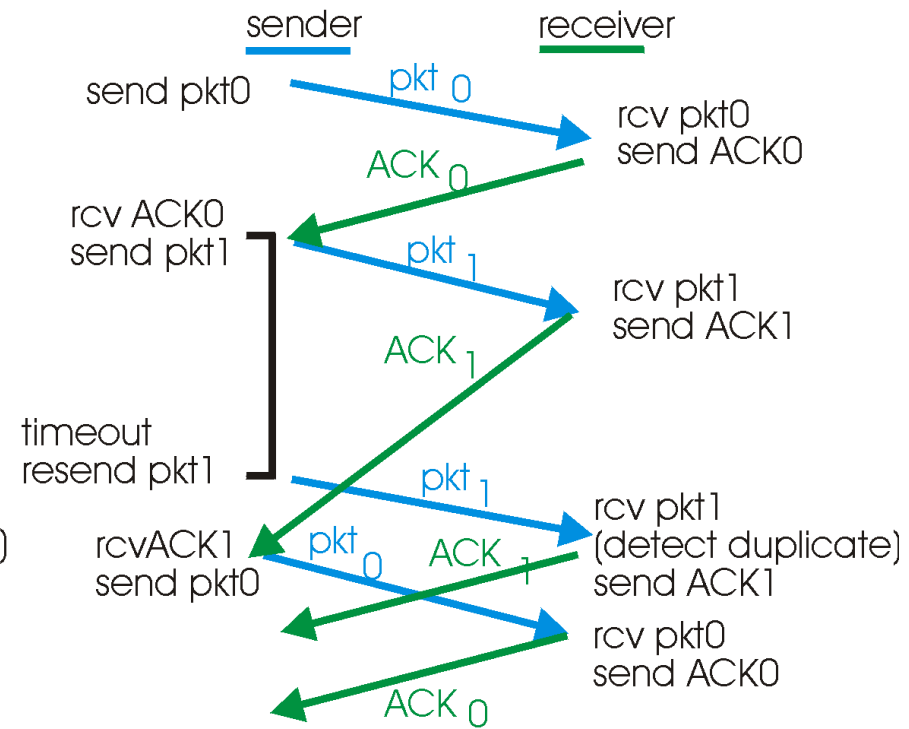 sender
receiver
send pkt0
pkt 0
rcv pkt0
send ACK0
ACK 0
rcv ACK0
send pkt1
pkt 1
rcv pkt1
send ACK1
ACK 1
timeout
resend pkt1
pkt 1
rcv pkt1
(detect duplicate)
send ACK1
)
rcvACK1
send pkt0
pkt 0
ACK 1
rcv pkt0
send ACK0
ACK 0